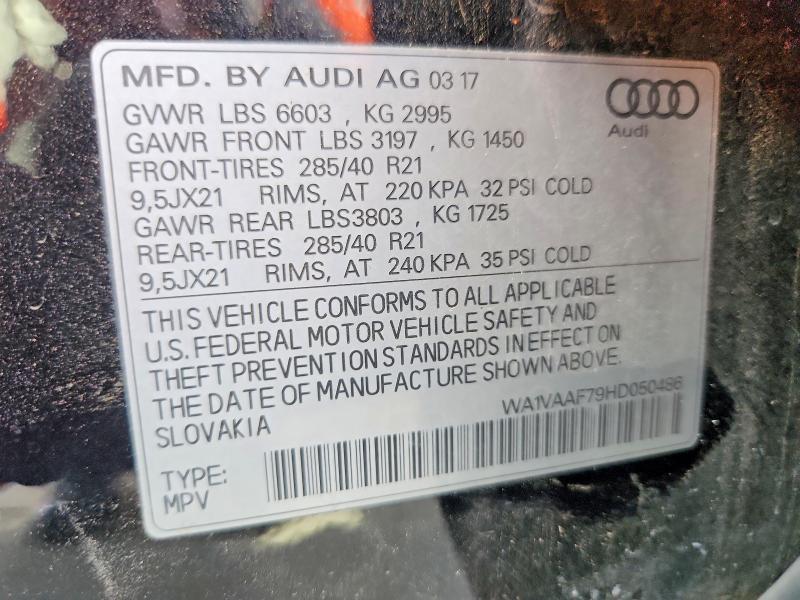 MFD. BY AUDI AG 03 17
Audi
GVWR LBS 6603 , KG 2995
GAWR FRONT LBS 3197 , KG 1450
FRONT-TIRES 285/40 R21
9,5JX21 RIMS, AT 220 KPA 32 PSI COLD
GAWR REAR LBS3803 , KG 1725
REAR-TIRES 285/40 R21
9,5JX21 RIMS, AT 240 KPA 35 PSI COLD
THIS VEHICLE CONFORMS TO ALL APPLICABLE
U.S. FEDERAL MOTOR VEHICLE SAFETY AND
THEFT PREVENTION STANDARDS IN EFFECT ON
THE DATE OF MANUFACTURE SHOWN ABOVE.
SLOVAKIA
WA1VAAF79HD050486
TYPE:
MPV